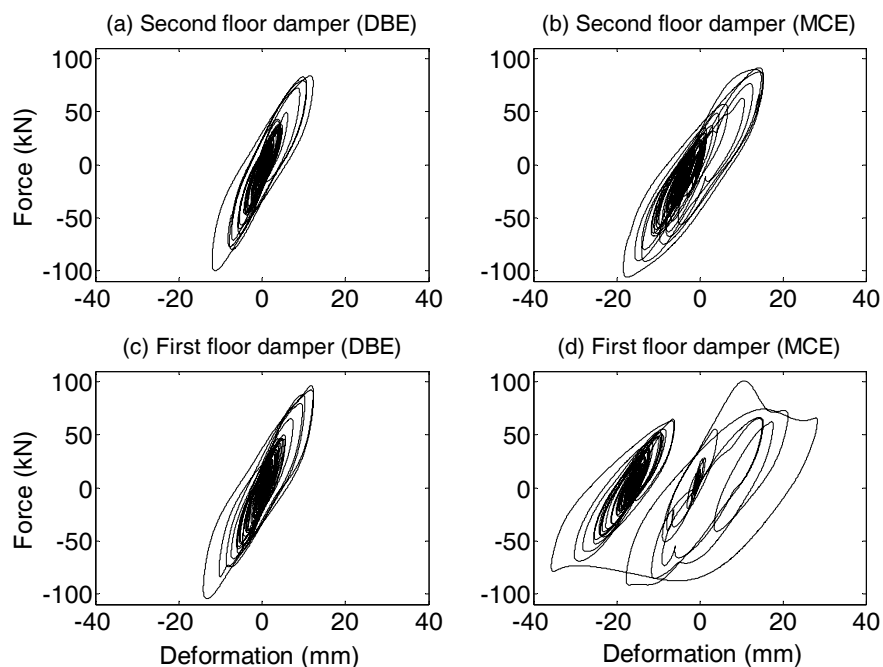 (a) Second floor damper (DBE)
(b) Second floor damper (MCE)
100
50
0
-50
-100
Force (kN)
-40 -20 0 20 40
100
50
0
-50
-100
-40 -20 0 20 40
(c) First floor damper (DBE)
(d) First floor damper (MCE)
100
50
0
-50
-100
Force (kN)
-40 -20 0 20 40
Deformation (mm)
100
50
0
-50
-100
-40 -20 0 20 40
Deformation (mm)